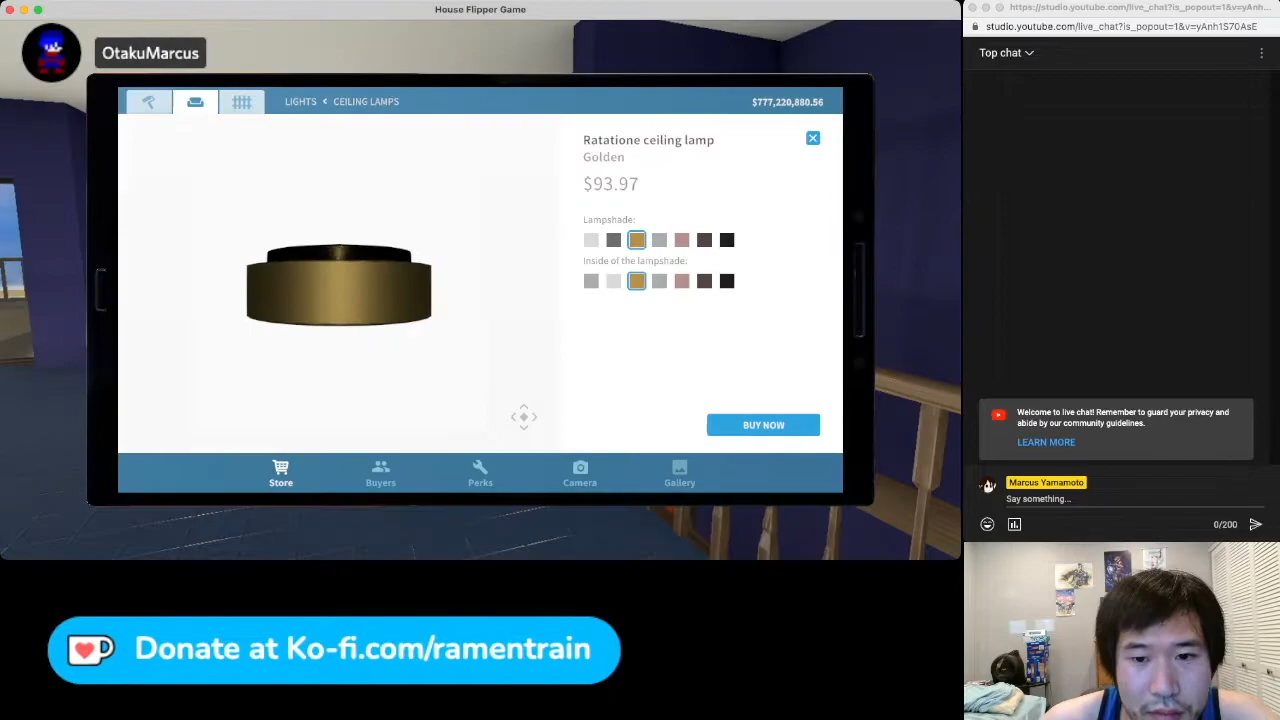 House Flipper Game
OtakuMarcus
LIGHTS < CEILING LAMPS
$777,220,880.56
Ratatione ceiling lamp
Golden
$93.97
Lampshade:
Inside of the lampshade:
BUY NOW
Store
Buyers
Perks
Camera
Gallery
Donate at Ko-fi.com/ramentrain
https://studio.youtube.com/live_chat?is_popout=1&v=yAnh1S70AsE...
studio.youtube.com/live_chat?is_popout=1&v=yAnh1S70AsE
Top chat
Welcome to live chat! Remember to guard your privacy and
abide by our community guidelines.
LEARN MORE
Marcus Yamamoto
Say something...
0/200